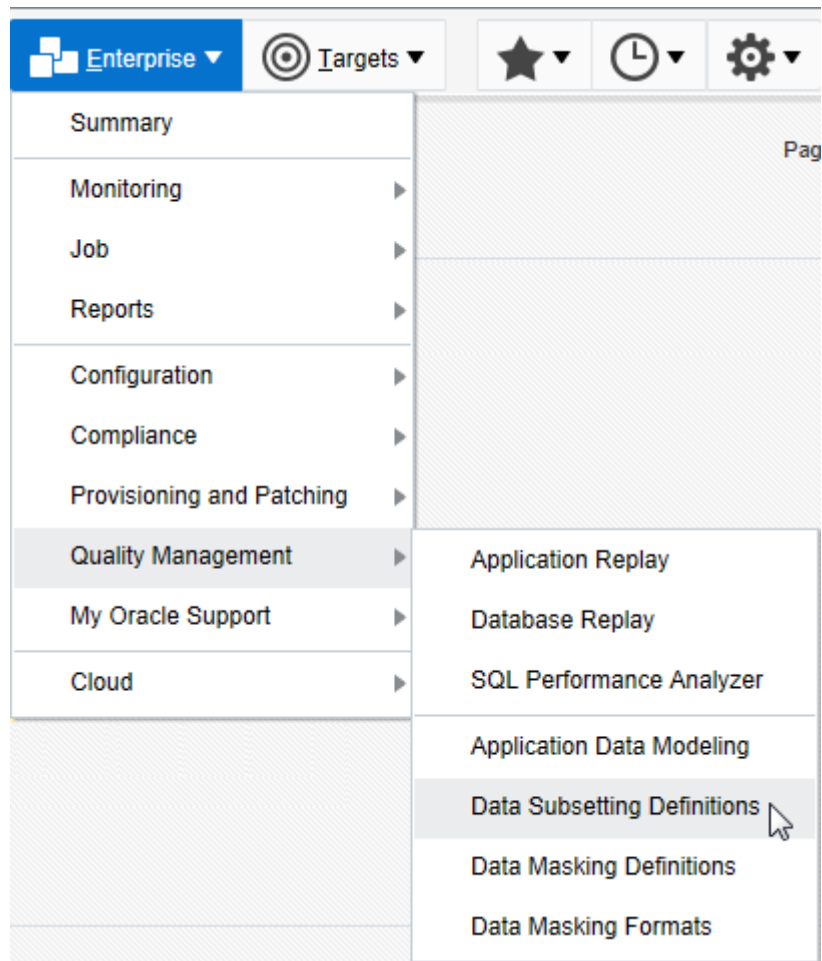 Enterprise Targets
Summary
Pag
Monitoring
Job
Reports
Configuration
Compliance
Provisioning and Patching
Quality Management
My Oracle Support
Cloud
Application Replay
Database Replay
SQL Performance Analyzer
Application Data Modeling
Data Subsetting Definitions
Data Masking Definitions
Data Masking Formats